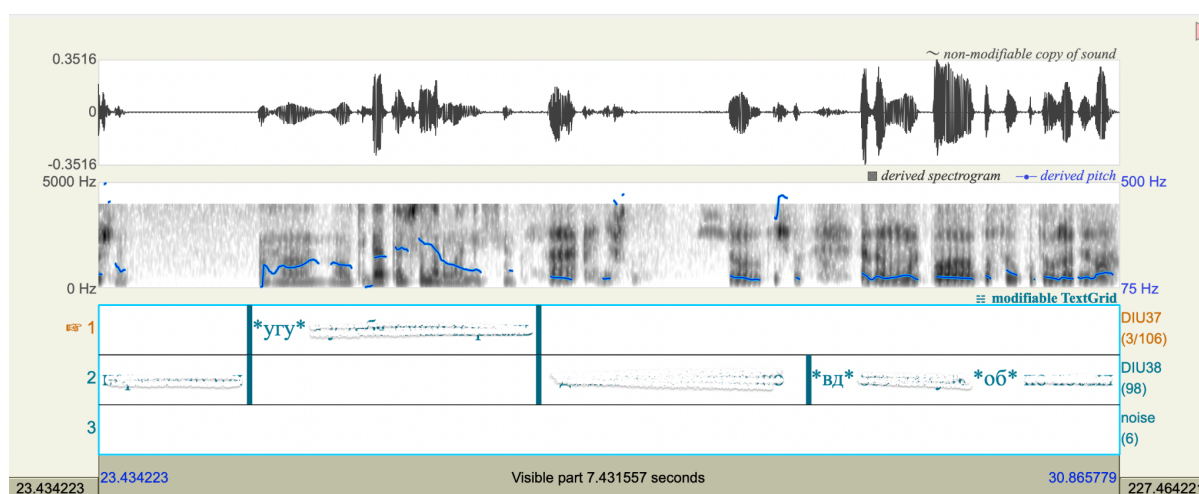 0.3516
∼ non-modifiable copy of sound
0
-0.3516
5000 Hz
derived spectrogram
derived pitch
500 Hz
0 Hz
75 Hz
modifiable TextGrid
1
*угу*
DIU37
(3/106)
2
*вд*
*об*
DIU38
(98)
3
noise
(6)
23.434223
Visible part 7.431557 seconds
30.865779
23.434223
227.46422